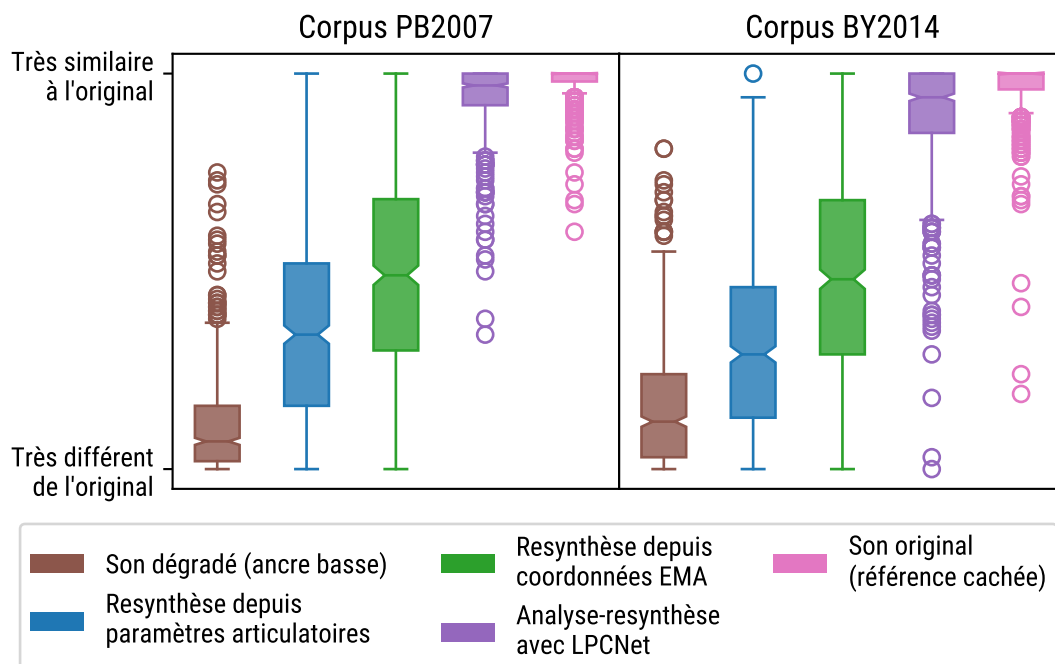 Corpus PB2007
Corpus BY2014
Très similaire
à l'original
Très différent
de l'original
Son dégradé (ancre basse)
Resynthèse depuis
paramètres articulatoires
Resynthèse depuis
coordonnées EMA
Analyse-resynthèse
avec LPCNet
Son original
(référence cachée)